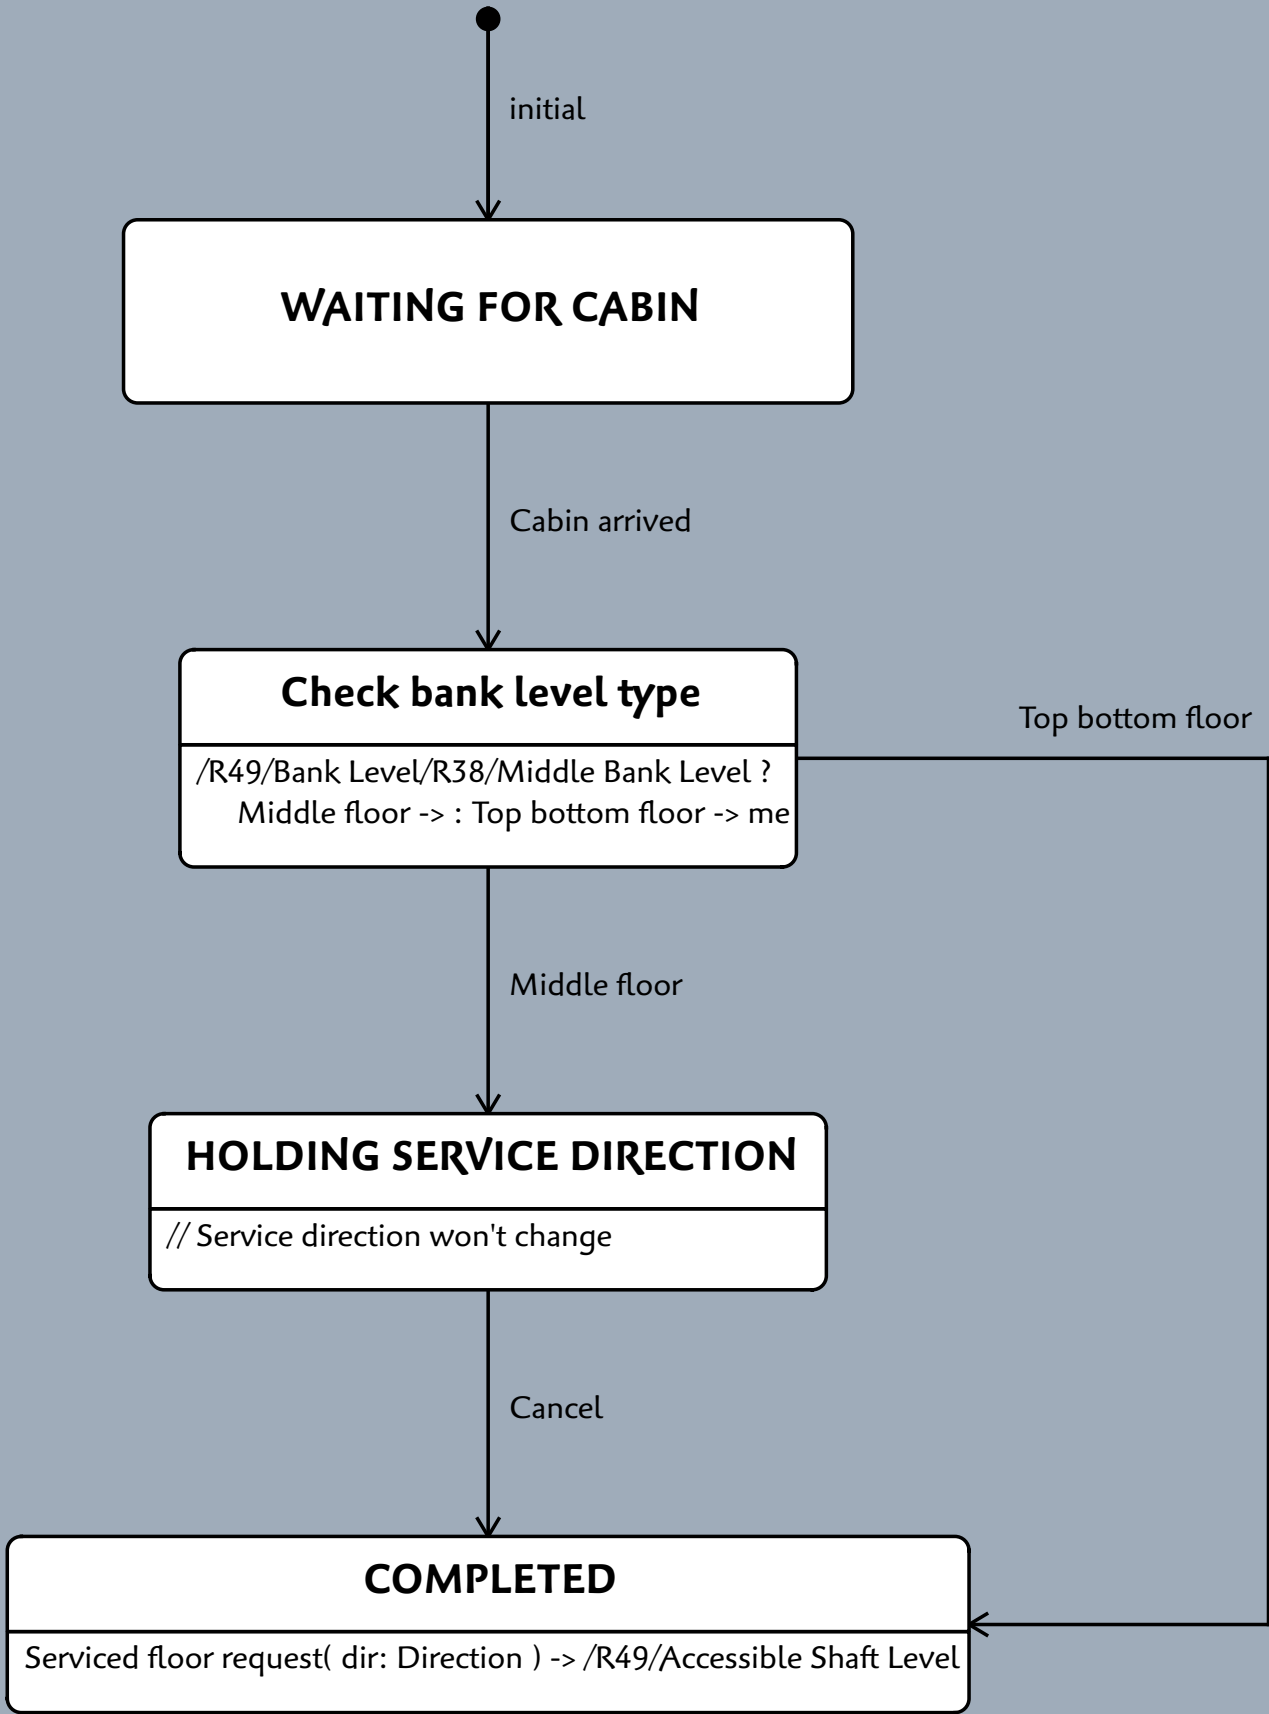 initial
WAITING FOR CABIN
Cabin arrived
Check bank level type
Top bottom floor
/R49/Bank Level/R38/Middle Bank Level ?
Middle floor -> : Top bottom floor -> me
Middle floor
HOLDING SERVICE DIRECTION
// Service direction won't change
Cancel
COMPLETED
Serviced floor request( dir: Direction ) -> /R49/Accessible Shaft Level